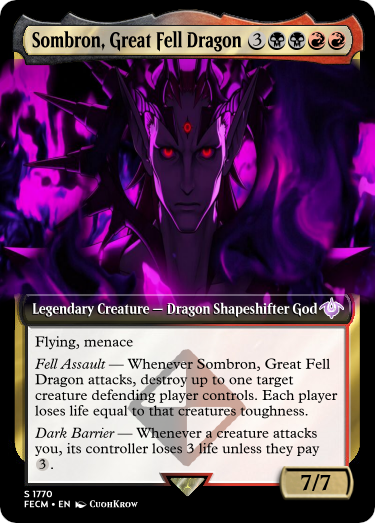 Sombron, Great Fell Dragon 3
Legendary Creature — Dragon Shapeshifter God
Flying, menace
Fell Assault — Whenever Sombron, Great Fell
Dragon attacks, destroy up to one target
creature defending player controls. Each player
loses life equal to that creatures toughness.
Dark Barrier — Whenever a creature attacks
you, its controller loses 3 life unless they pay
3.
7/7
S 1770
FECM • EN CuohKrow